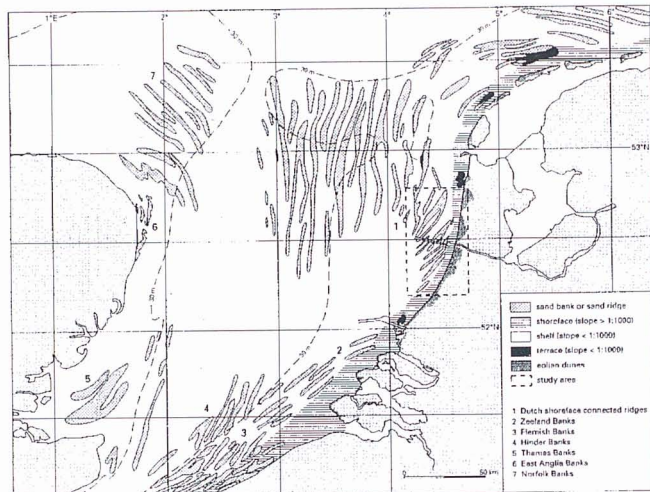 1°E 2° 3° 4° 5° 6°
30 m
30 m
7
53°N
6
1
52°N
2
5
4
3
sand bank or sand ridge
shoreface (slope > 1:1000)
shelf (slope < 1:1000)
terrace (slope < 1:1000)
eolian dunes
study area
1 Dutch shoreface connected ridges
2 Zeeland Banks
3 Flemish Banks
4 Hinder Banks
5 Thames Banks
6 East Anglia Banks
7 Norfolk Banks
0 50 km